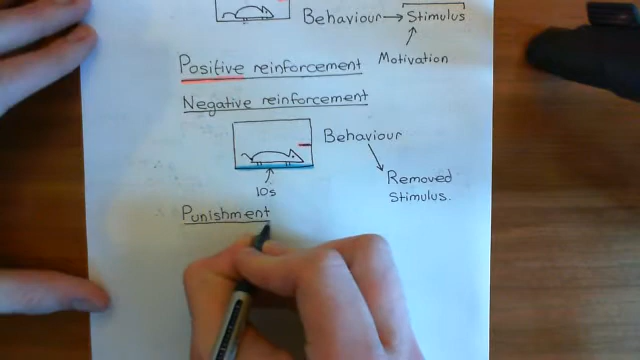 Behaviour → Stimulus
Motivation
Positive reinforcement
Negative reinforcement
Behaviour
Removed
Stimulus.
10s
Punishment